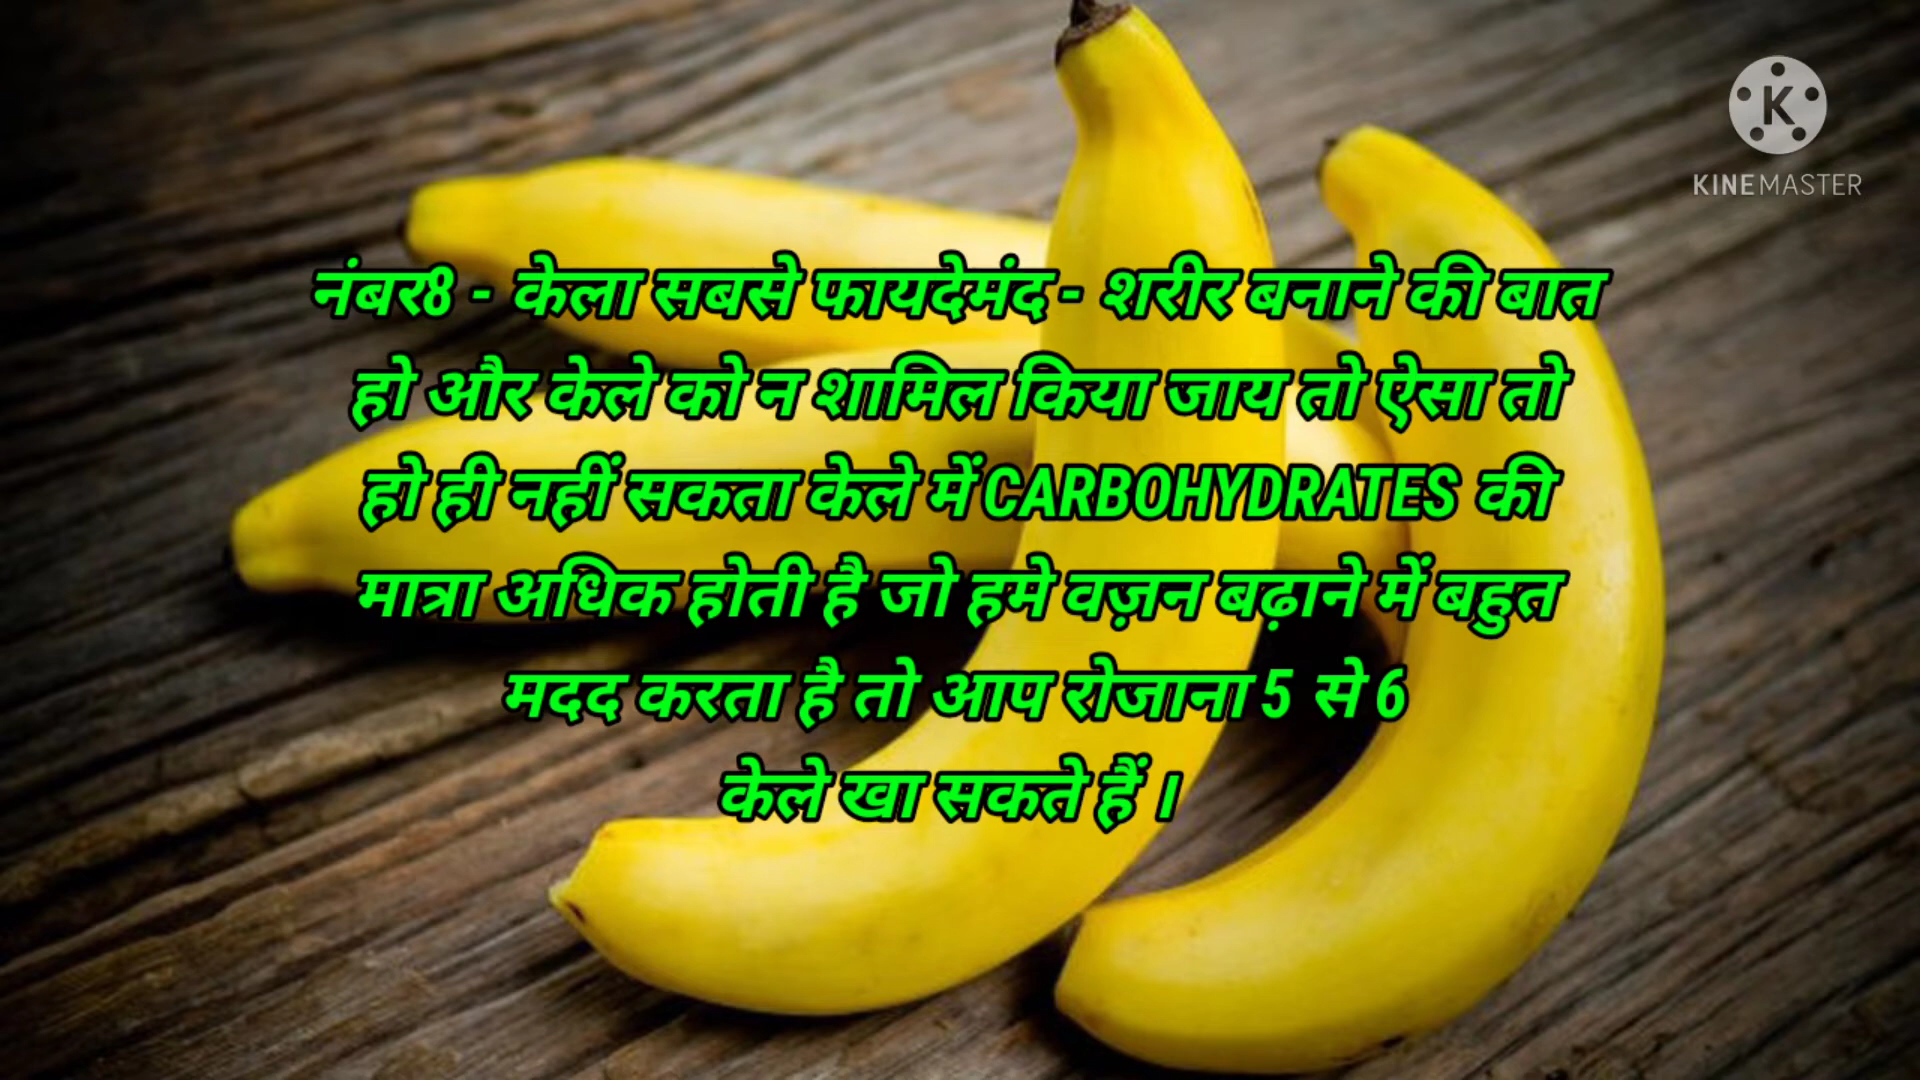 KINEMASTER
नंबर8 - केला सबसे फायदेमंद - शरीर बनाने की बात
हो और केले को न शामिल किया जाय तो ऐसा तो
हो ही नहीं सकता केले में CARBOHYDRATES की
मात्रा अधिक होती है जो हमे वज़न बढ़ाने में बहुत
मदद करता है तो आप रोजाना 5 से 6
केले खा सकते हैं ।